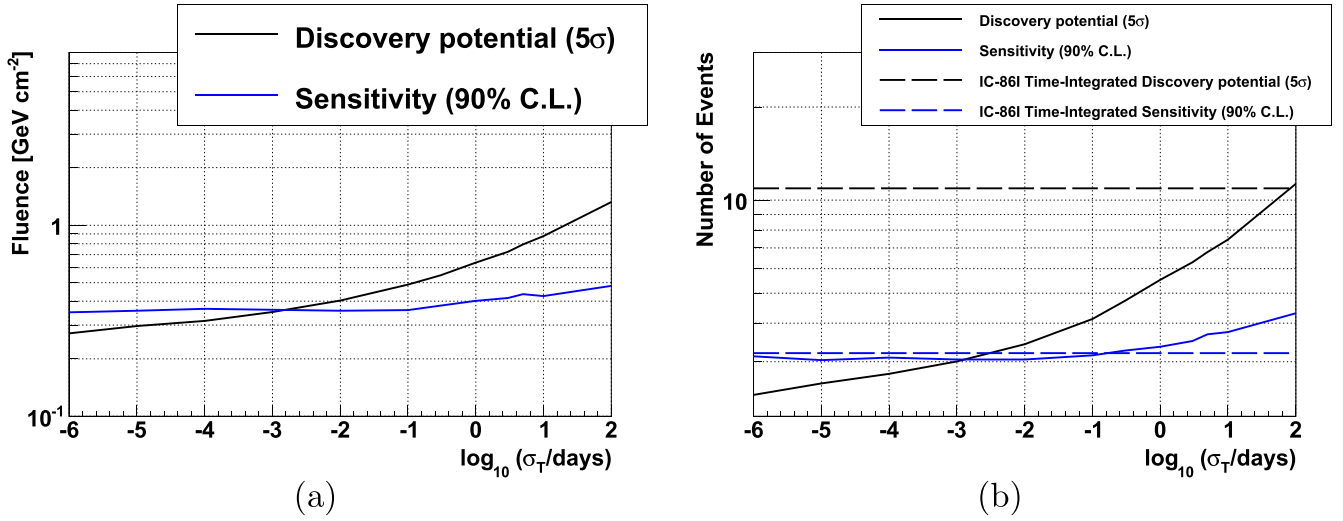 Discovery potential (5σ)
Sensitivity (90% C.L.)
Fluence [GeV cm⁻²]
1
10⁻¹
-6 -5 -4 -3 -2 -1 0 1 2
log₁₀ (σ_T/days)
(a)
Discovery potential (5σ)
Sensitivity (90% C.L.)
IC-86I Time-Integrated Discovery potential (5σ)
IC-86I Time-Integrated Sensitivity (90% C.L.)
Number of Events
10
-6 -5 -4 -3 -2 -1 0 1 2
log₁₀ (σ_T/days)
(b)